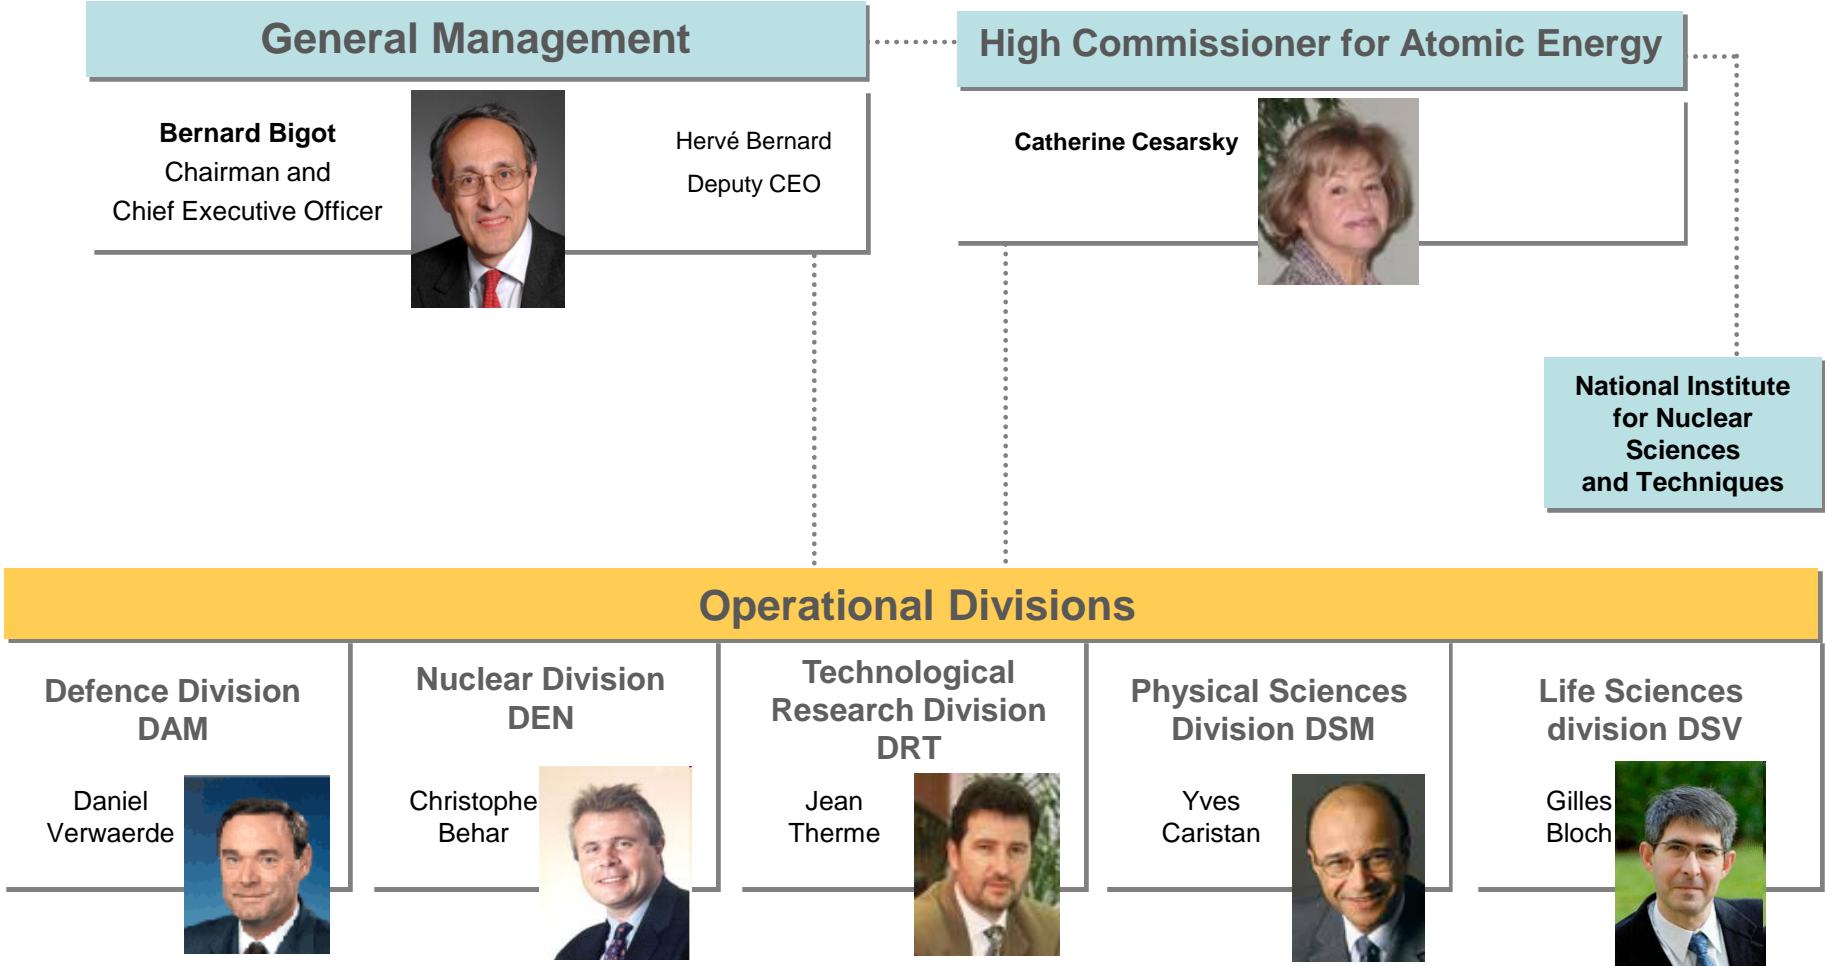 General Management
High Commissioner for Atomic Energy
Bernard Bigot
Chairman and
Chief Executive Officer
Hervé Bernard
Deputy CEO
Catherine Cesarsky
National Institute
for Nuclear
Sciences
and Techniques
Operational Divisions
Defence Division
DAM
Daniel
Verwaerde
Nuclear Division
DEN
Christophe
Behar
Technological
Research Division
DRT
Jean
Therme
Physical Sciences
Division DSM
Yves
Caristan
Life Sciences
division DSV
Gilles
Bloch